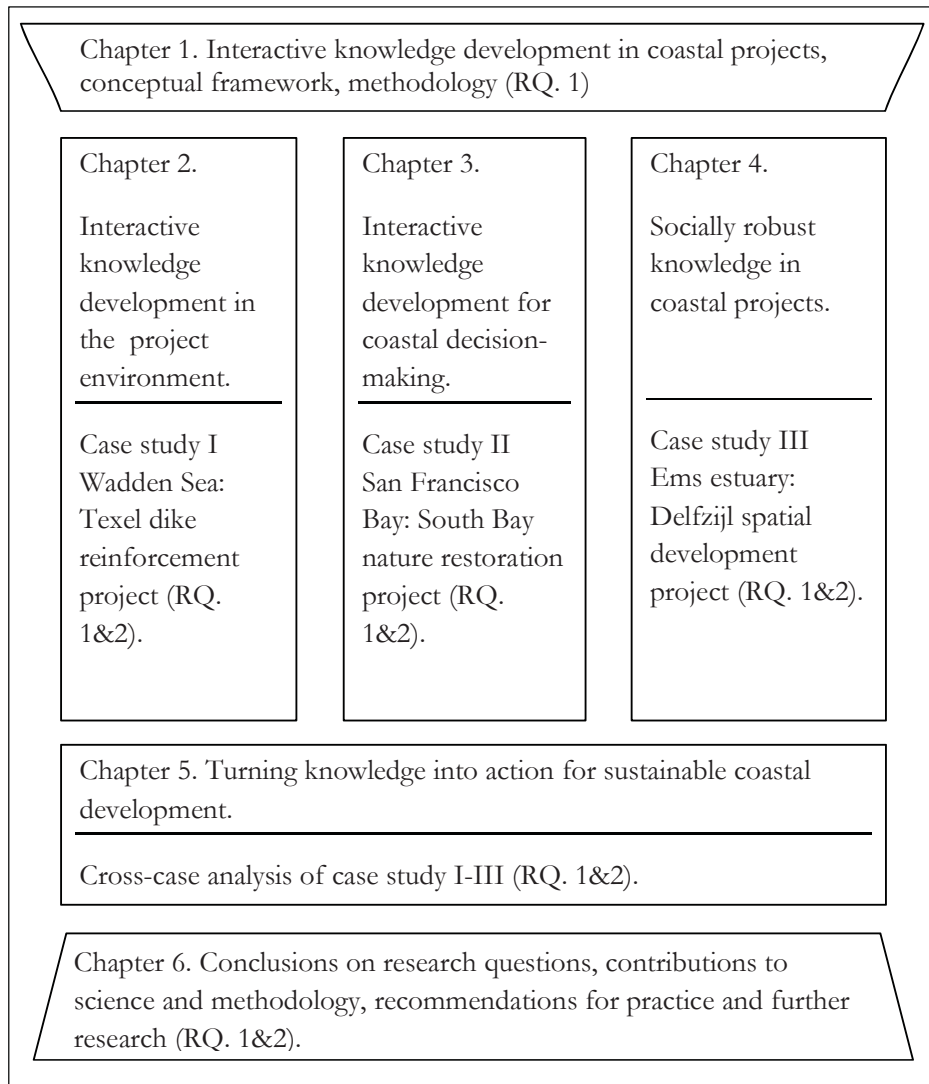 Chapter 1. Interactive knowledge development in coastal projects,
conceptual framework, methodology (RQ. 1)
Chapter 2.
Interactive
knowledge
development in
the project
environment.
Case study I
Wadden Sea:
Texel dike
reinforcement
project (RQ.
1&2).
Chapter 3.
Interactive
knowledge
development for
coastal decision-
making.
Case study II
San Francisco
Bay: South Bay
nature restoration
project (RQ.
1&2).
Chapter 4.
Socially robust
knowledge in
coastal projects.
Case study III
Ems estuary:
Delfzijl spatial
development
project (RQ. 1&2).
Chapter 5. Turning knowledge into action for sustainable coastal
development.
Cross-case analysis of case study I-III (RQ. 1&2).
Chapter 6. Conclusions on research questions, contributions to
science and methodology, recommendations for practice and further
research (RQ. 1&2).